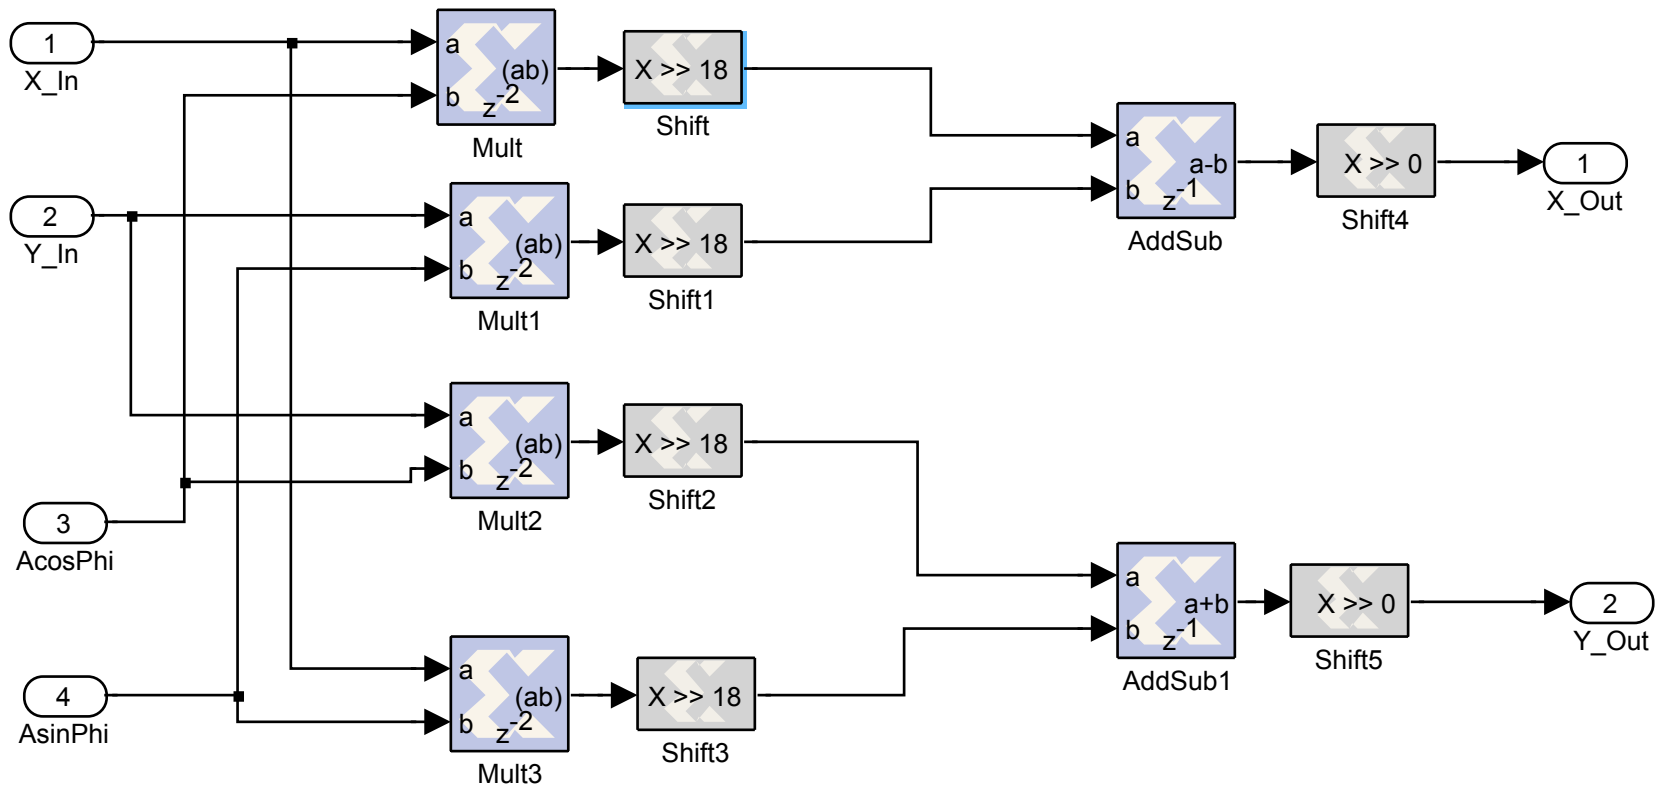 1
X_In
a
b
(ab)
z-2
Mult
X >> 18
Shift
2
Y_In
a
b
(ab)
z-2
Mult1
X >> 18
Shift1
a
b
a-b
z-1
AddSub
X >> 0
Shift4
1
X_Out
a
b
(ab)
z-2
Mult2
X >> 18
Shift2
3
AcosPhi
a
b
a+b
z-1
AddSub1
X >> 0
Shift5
2
Y_Out
4
AsinPhi
a
b
(ab)
z-2
Mult3
X >> 18
Shift3